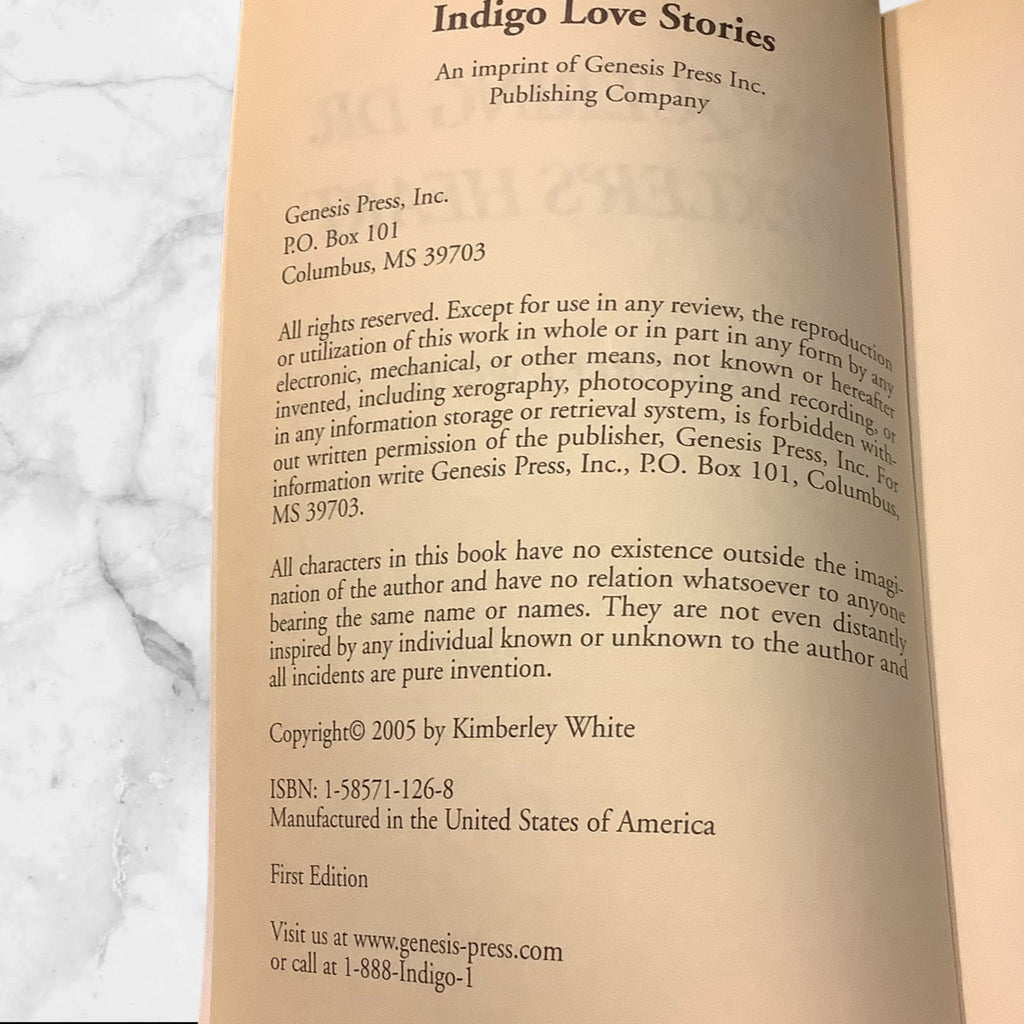 Indigo Love Stories
An imprint of Genesis Press Inc.
Publishing Company
Genesis Press, Inc.
P.O. Box 101
Columbus, MS 39703
All rights reserved. Except for use in any review, the reproduction
or utilization of this work in whole or in part in any form by any
electronic, mechanical, or other means, not known or hereafter
invented, including xerography, photocopying and recording, or
in any information storage or retrieval system, is forbidden with-
out written permission of the publisher, Genesis Press, Inc. For
information write Genesis Press, Inc., P.O. Box 101, Columbus,
MS 39703.
All characters in this book have no existence outside the imagi-
nation of the author and have no relation whatsoever to anyone
bearing the same name or names. They are not even distantly
inspired by any individual known or unknown to the author and
all incidents are pure invention.
Copyright© 2005 by Kimberley White
ISBN: 1-58571-126-8
Manufactured in the United States of America
First Edition
Visit us at www.genesis-press.com
or call at 1-888-Indigo-1